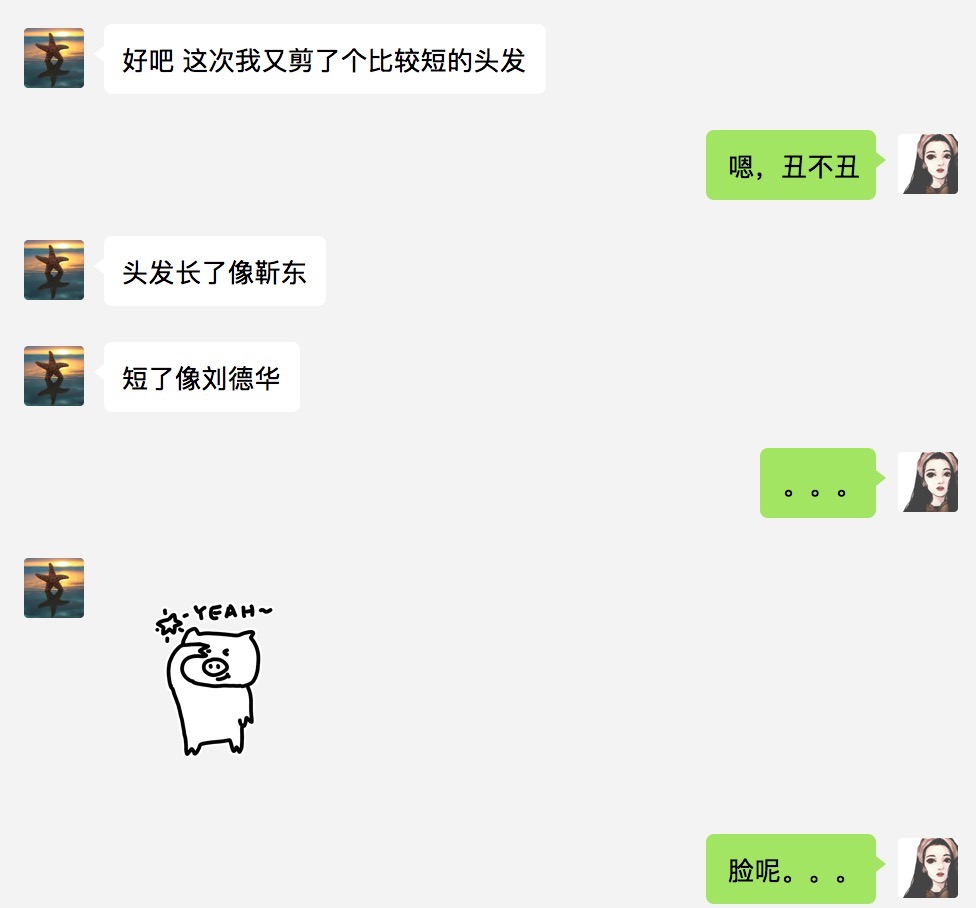 好吧 这次我又剪了个比较短的头发
嗯，丑不丑
头发长了像靳东
短了像刘德华
。。。
YEAH~
脸呢。。。